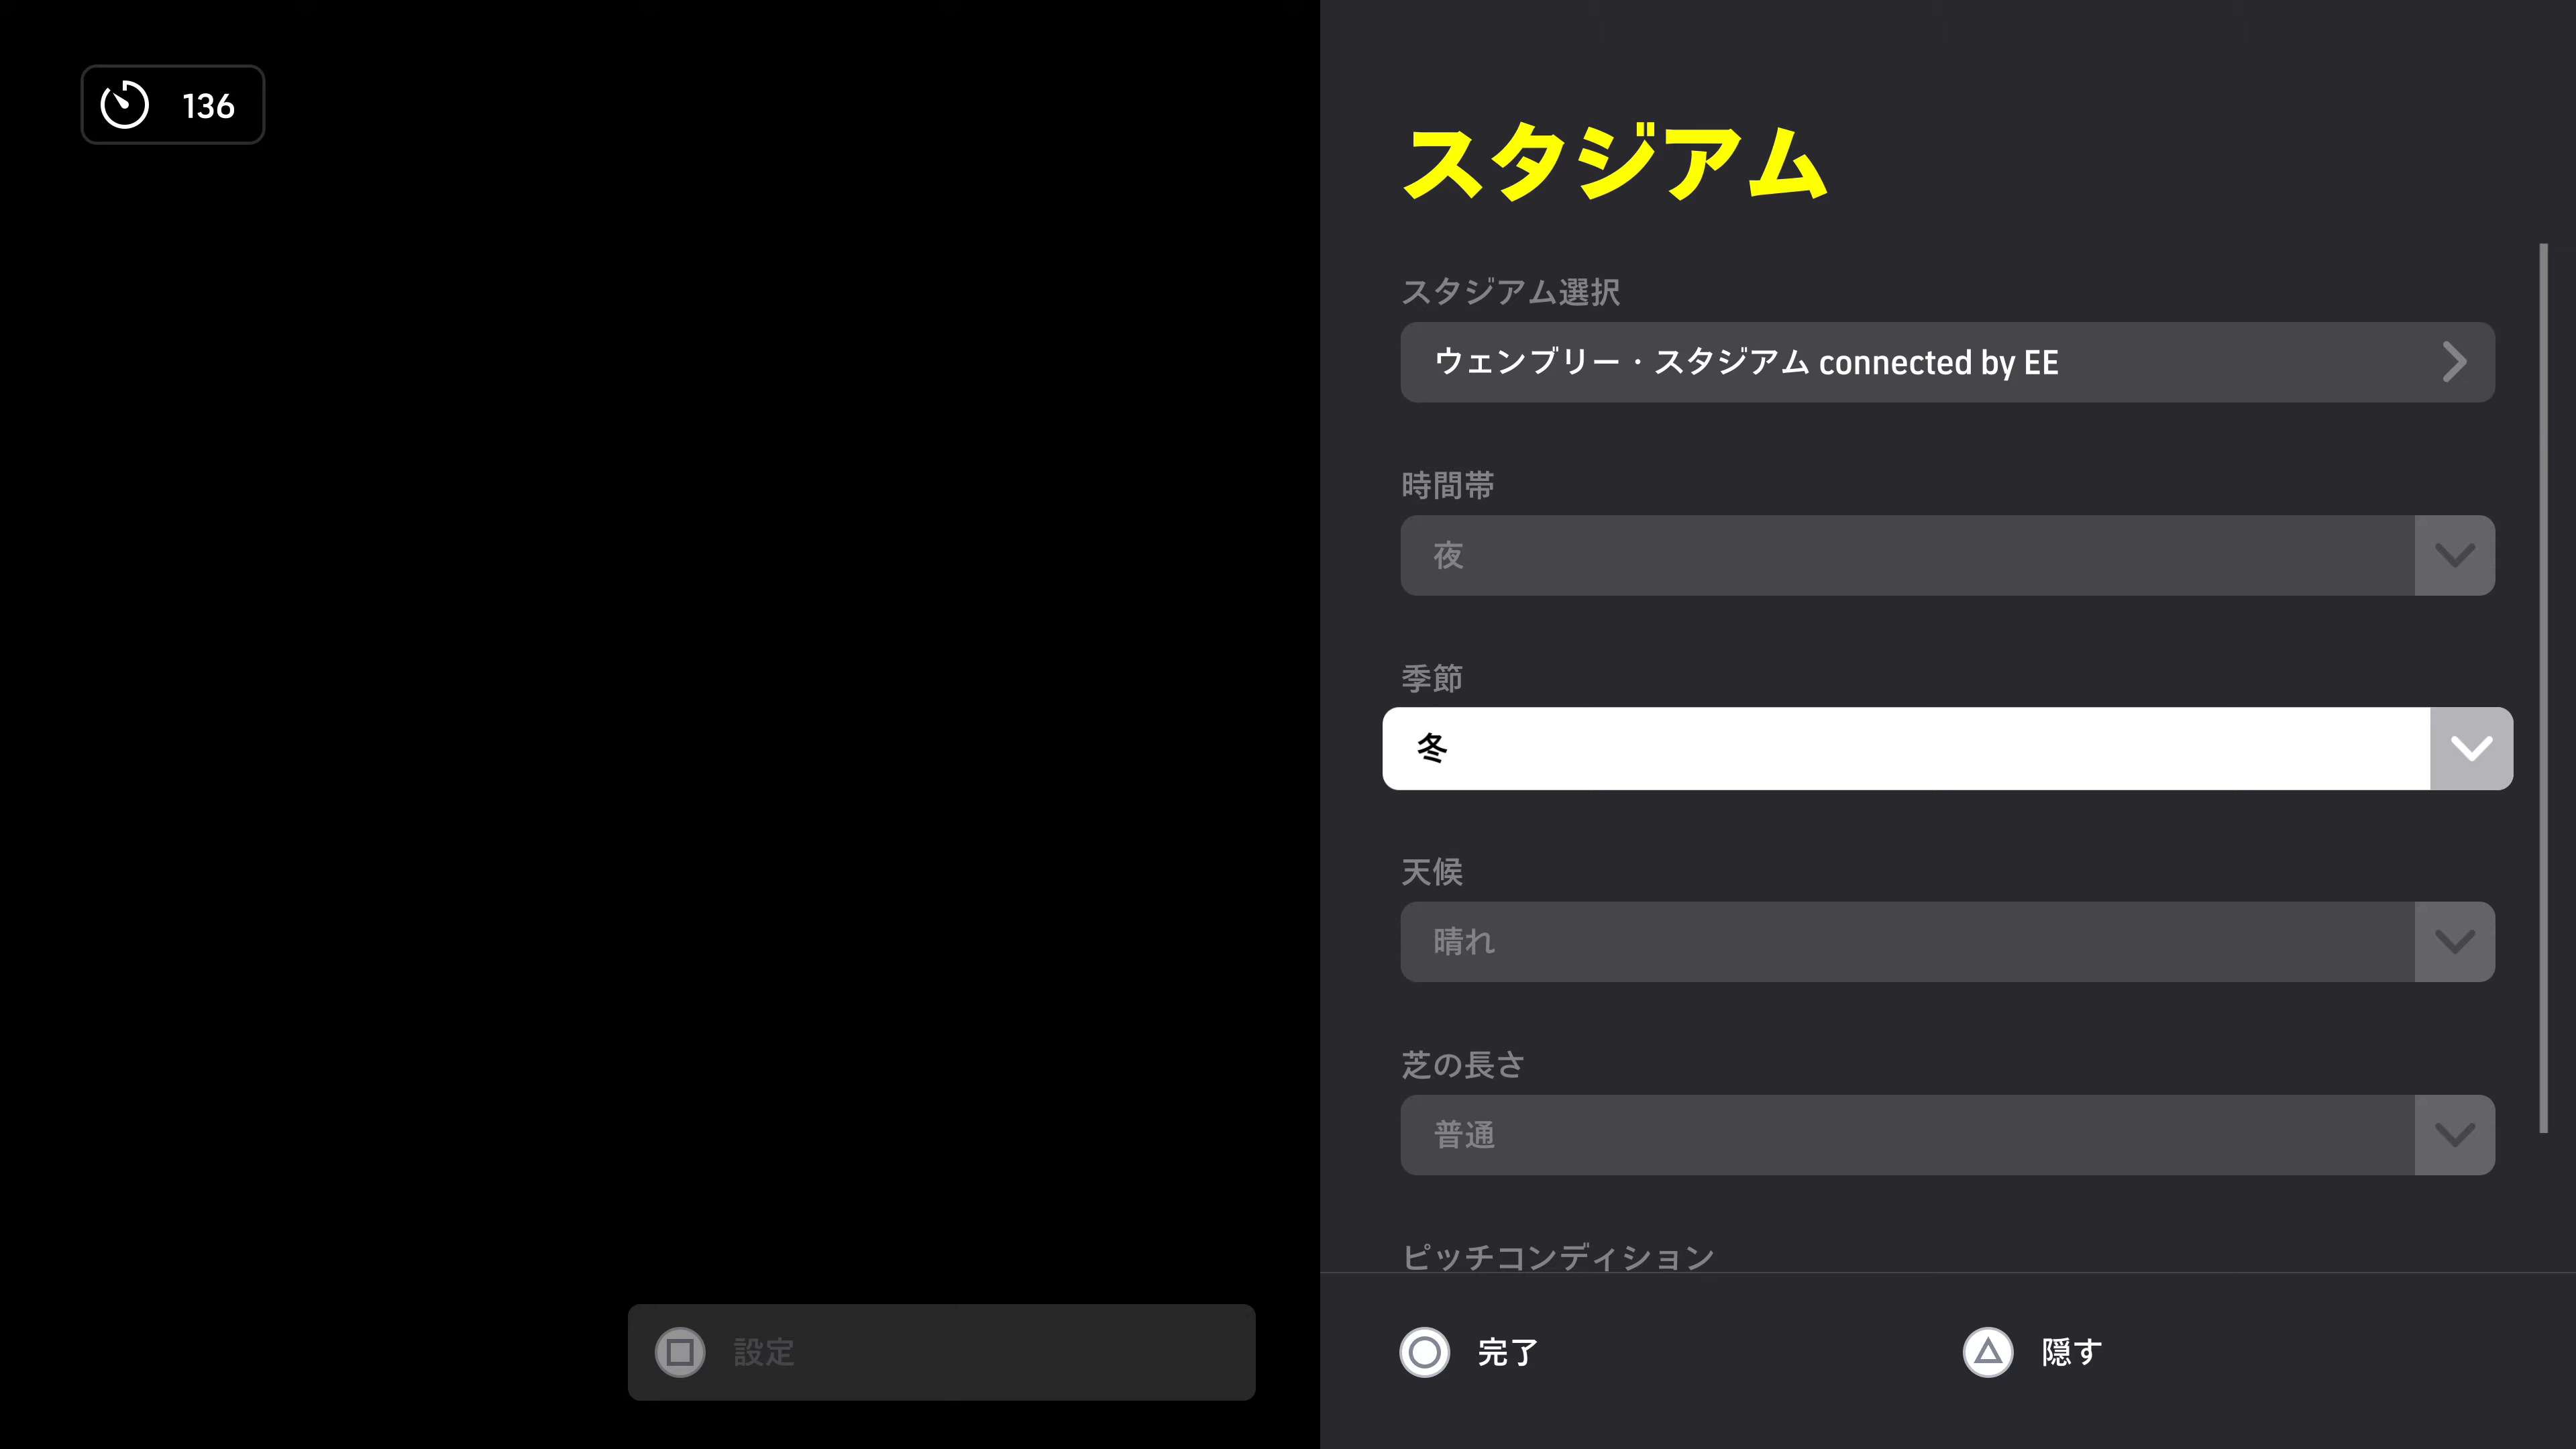 136
スタジアム
スタジアム選択
ウェンブリー・スタジアム connected by EE
時間帯
夜
季節
冬
天候
晴れ
芝の長さ
普通
ピッチコンディション
設定
完了
隠す